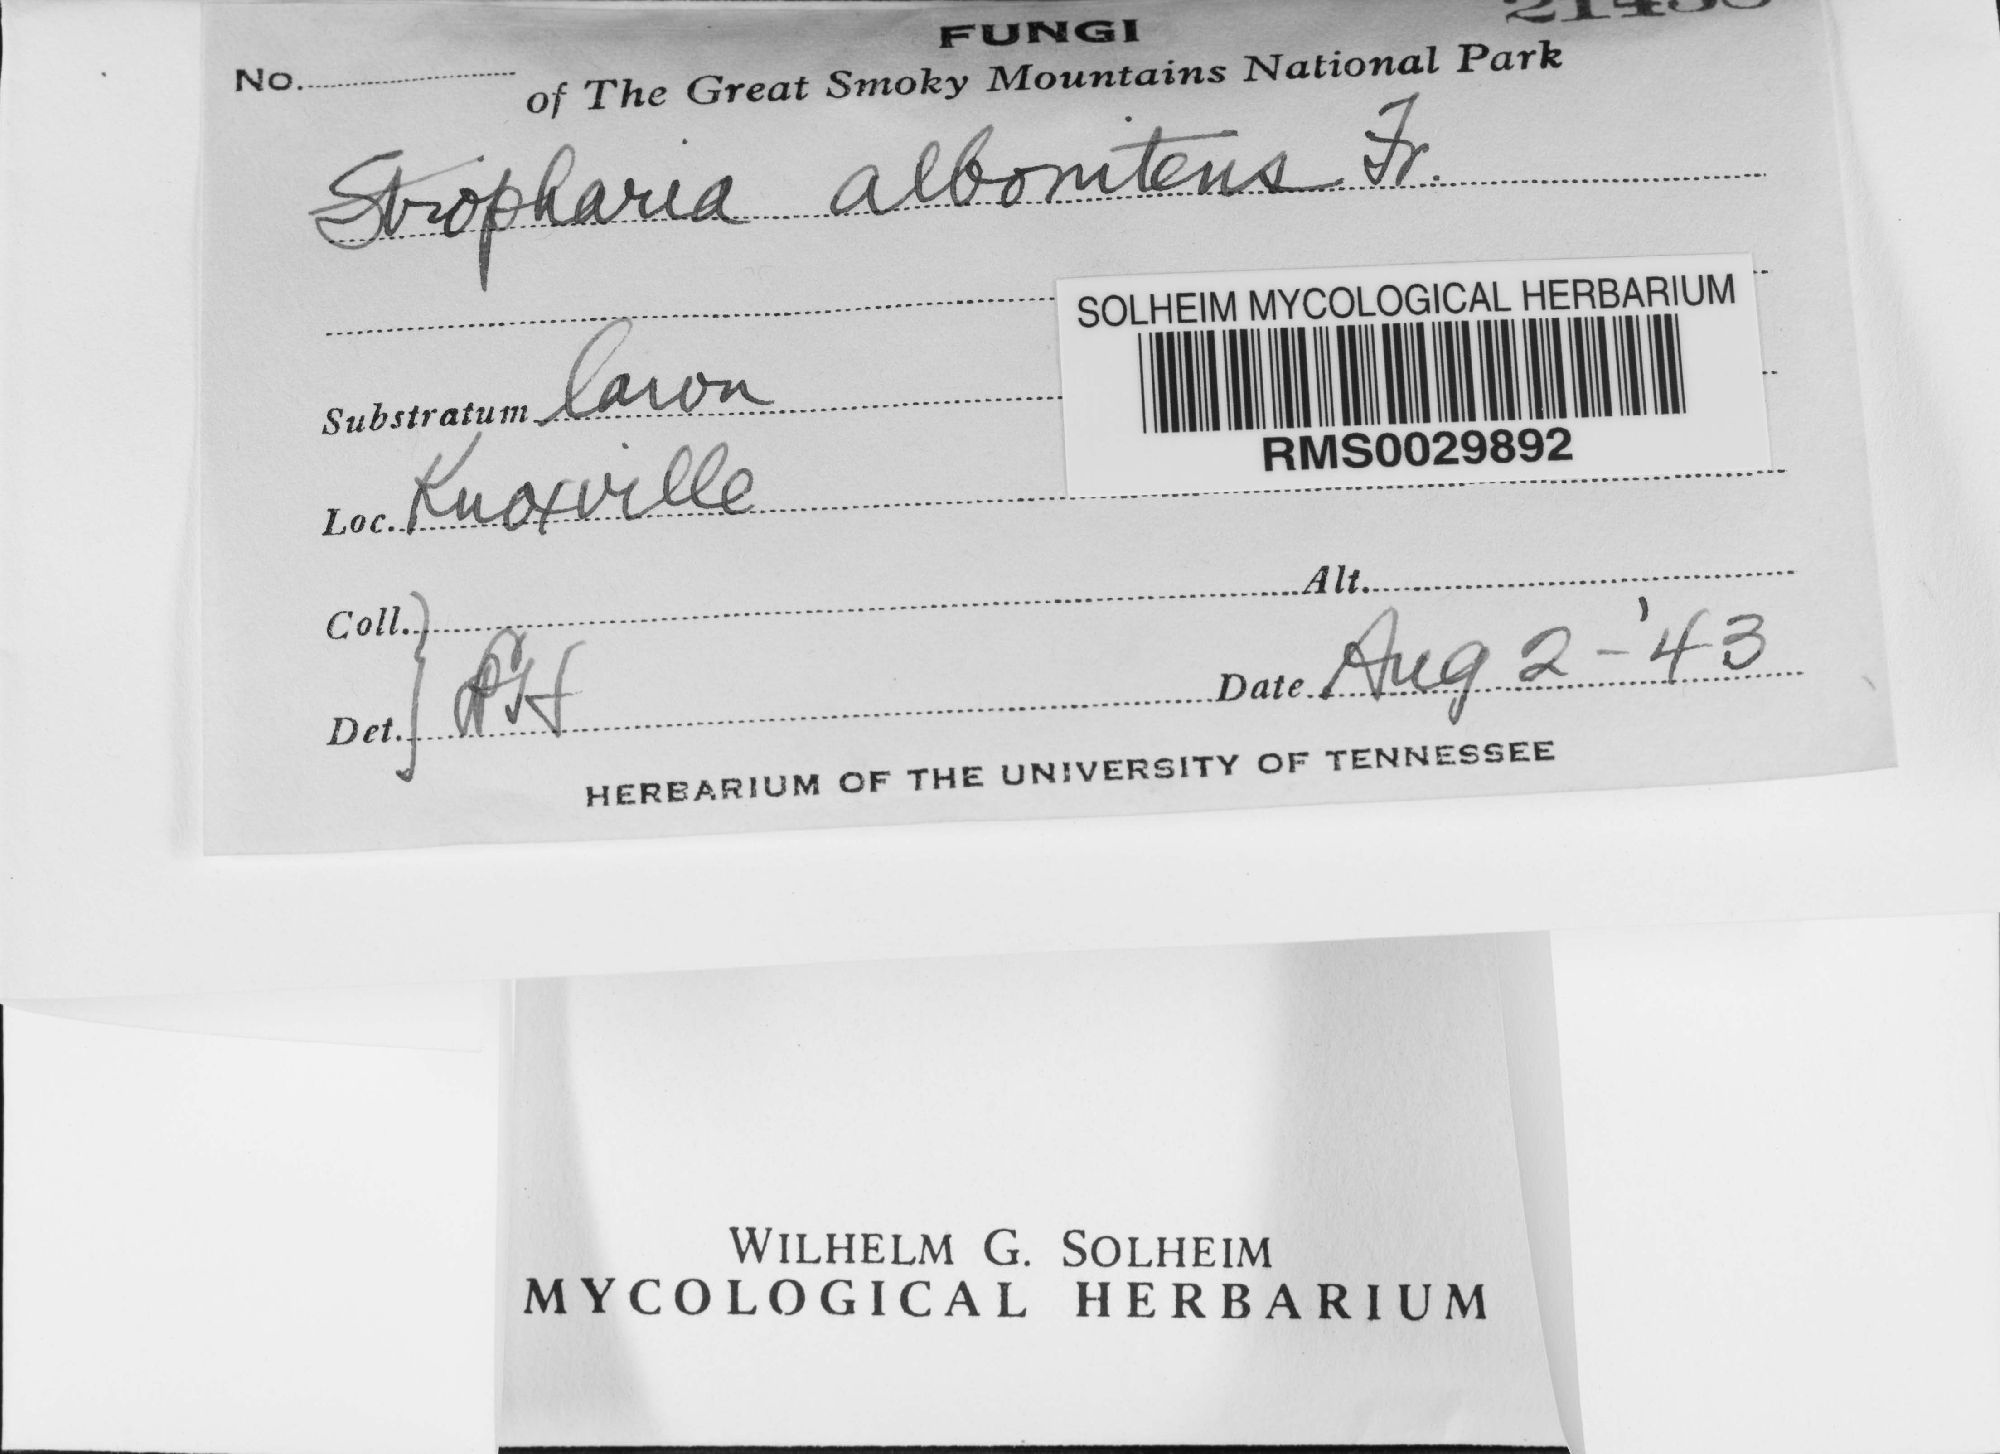 FUNGI
No. of The Great Smoky Mountains National Park
Stropharia albonitens Fr.
SOLHEIM MYCOLOGICAL HERBARIUM
RMS0029892
Substratum Lawn
Loc. Knoxville
Coll. Alt.
Det. Date Aug 2-'43
HERBARIUM OF THE UNIVERSITY OF TENNESSEE
WILHELM G. SOLHEIM
MYCOLOGICAL HERBARIUM